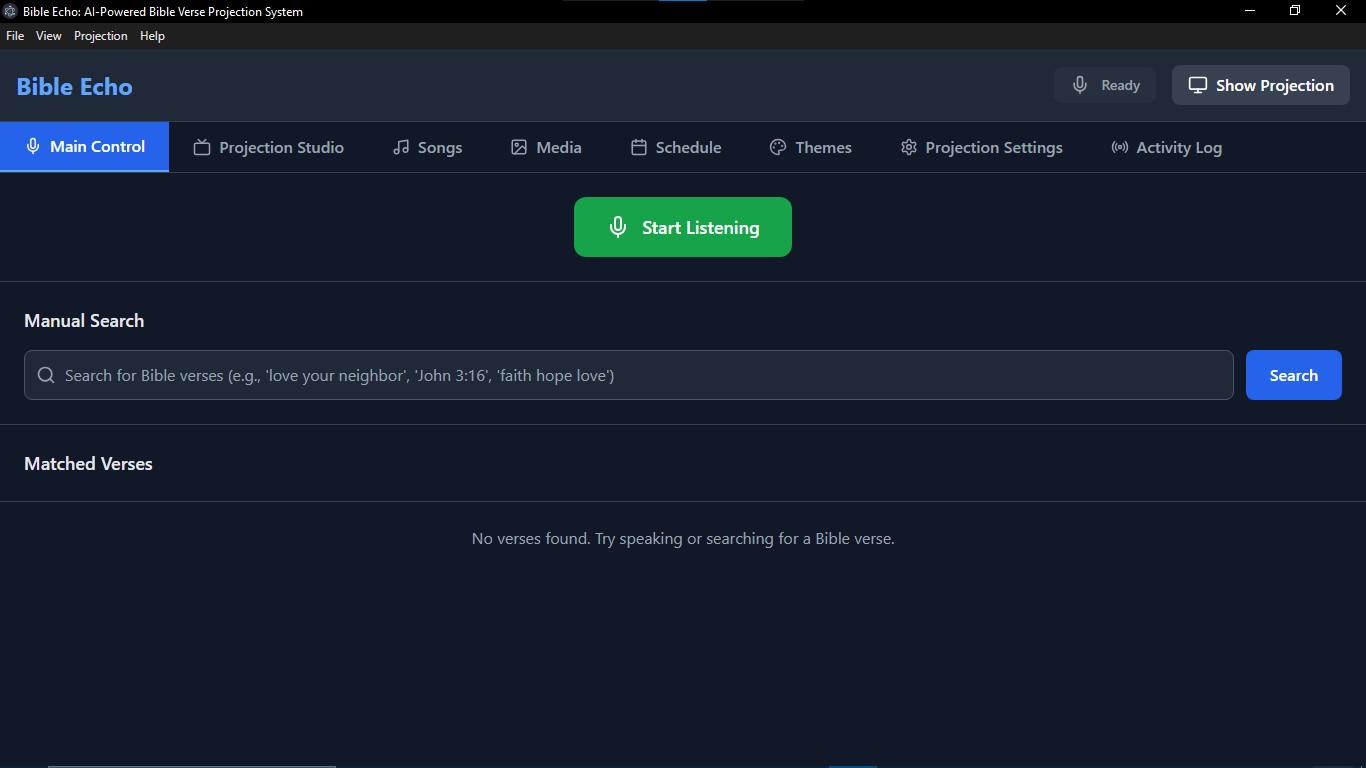 Bible Echo: AI-Powered Bible Verse Projection System
File View Projection Help
Bible Echo
Ready
Show Projection
Main Control
Projection Studio
Songs
Media
Schedule
Themes
Projection Settings
Activity Log
Start Listening
Manual Search
Search for Bible verses (e.g., 'love your neighbor', 'John 3:16', 'faith hope love')
Search
Matched Verses
No verses found. Try speaking or searching for a Bible verse.